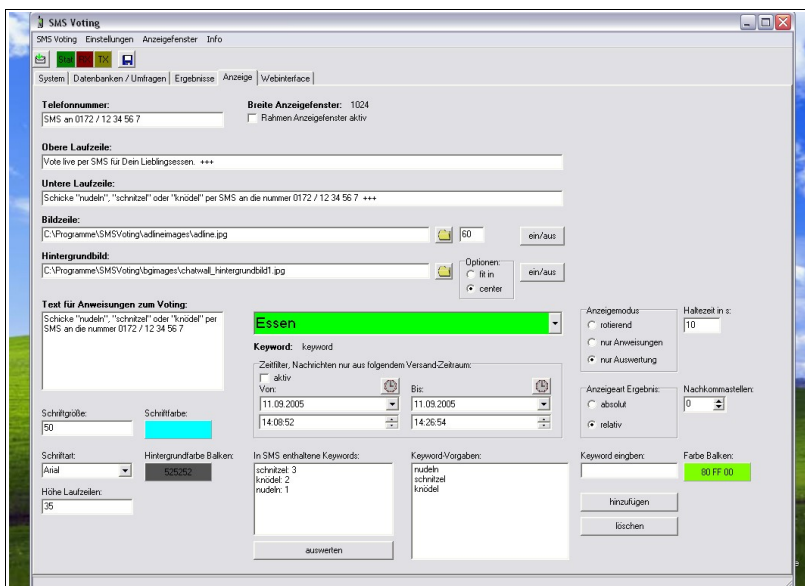 SMS Voting
SMS Voting Einstellungen Anzeigefenster Info
Stat RX TX
System Datenbanken / Umfragen Ergebnisse Anzeige Webinterface
Telefonnummer:
Breite Anzeigefenster: 1024
SMS an 0172 / 12 34 56 7
Rahmen Anzeigefenster aktiv
Obere Laufzeile:
Vote live per SMS für Dein Lieblingsessen. +++
Untere Laufzeile:
Schicke "nudeln", "schnitzel" oder "knödel" per SMS an die nummer 0172 / 12 34 56 7 +++
Bildzeile:
C:\Programme\SMSVoting\adlineimages\adline.jpg
60
ein/aus
Hintergrundbild:
C:\Programme\SMSVoting\bgimages\chatwall_hintergrundbild1.jpg
Optionen:
fit in
center
ein/aus
Text für Anweisungen zum Voting:
Schicke "nudeln", "schnitzel" oder "knödel" per
SMS an die nummer 0172 / 12 34 56 7
Essen
Keyword: keyword
Anzeigemodus
rotierend
nur Anweisungen
nur Auswertung
Haltezeit in s:
10
Zeitfilter, Nachrichten nur aus folgendem Versand-Zeitraum:
aktiv
Von:
Bis:
11.09.2005
11.09.2005
14:08:52
14:26:54
Anzeigeart Ergebnis:
absolut
relativ
Nachkommastellen:
0
Schriftgröße:
50
Schriftfarbe:
Schriftart:
Arial
Hintergrundfarbe Balken:
525252
Höhe Laufzeilen:
35
In SMS enthaltene Keywords:
schnitzel: 3
knödel: 2
nudeln: 1
auswerten
Keyword-Vorgaben:
nudeln
schnitzel
knödel
Keyword eingben:
hinzufügen
löschen
Farbe Balken:
80 FF 00